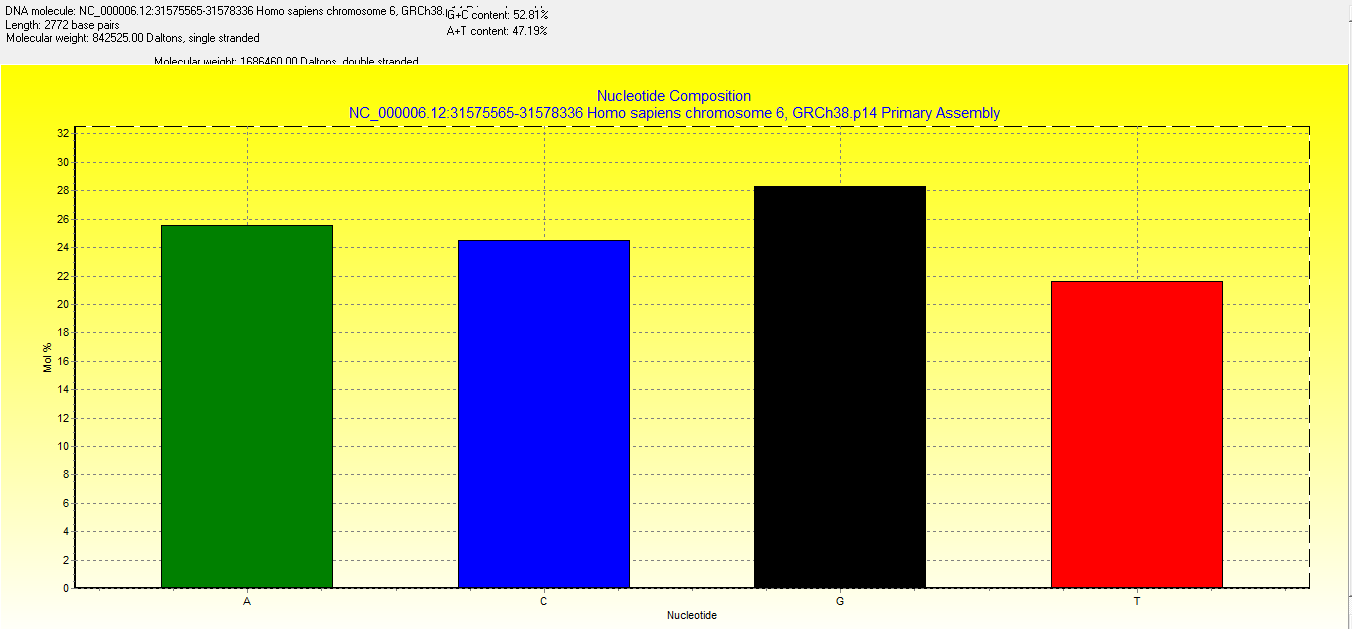 DNA molecule: NC_000006.12:31575565-31578336 Homo sapiens chromosome 6, GRCh38.
G+C content: 52.81%
Length: 2772 base pairs
A+T content: 47.19%
Molecular weight: 842525.00 Daltons, single stranded
Molecular weight: 1686460.00 Daltons, double stranded
Nucleotide Composition
NC_000006.12:31575565-31578336 Homo sapiens chromosome 6, GRCh38.p14 Primary Assembly
32
30
28
26
24
22
20
18
Mol %
16
14
12
10
8
6
4
2
0
A C G T
Nucleotide